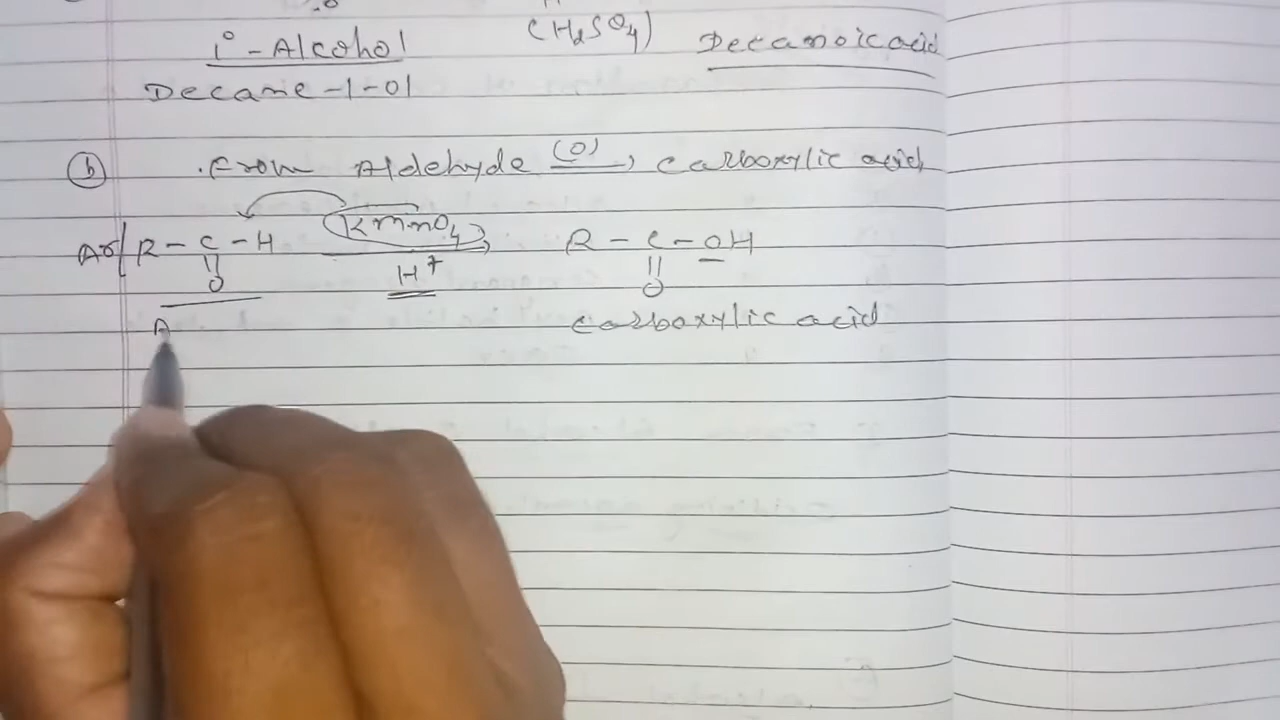 1° - Alcohol
(H₂SO₄) Decanoic acid
Decane-1-ol
(b) From Aldehyde (O) → Carboxylic acid
Ar/R - C - H KMnO₄ → R - C - OH
|| H⁺ ||
O O
A Carboxylic acid